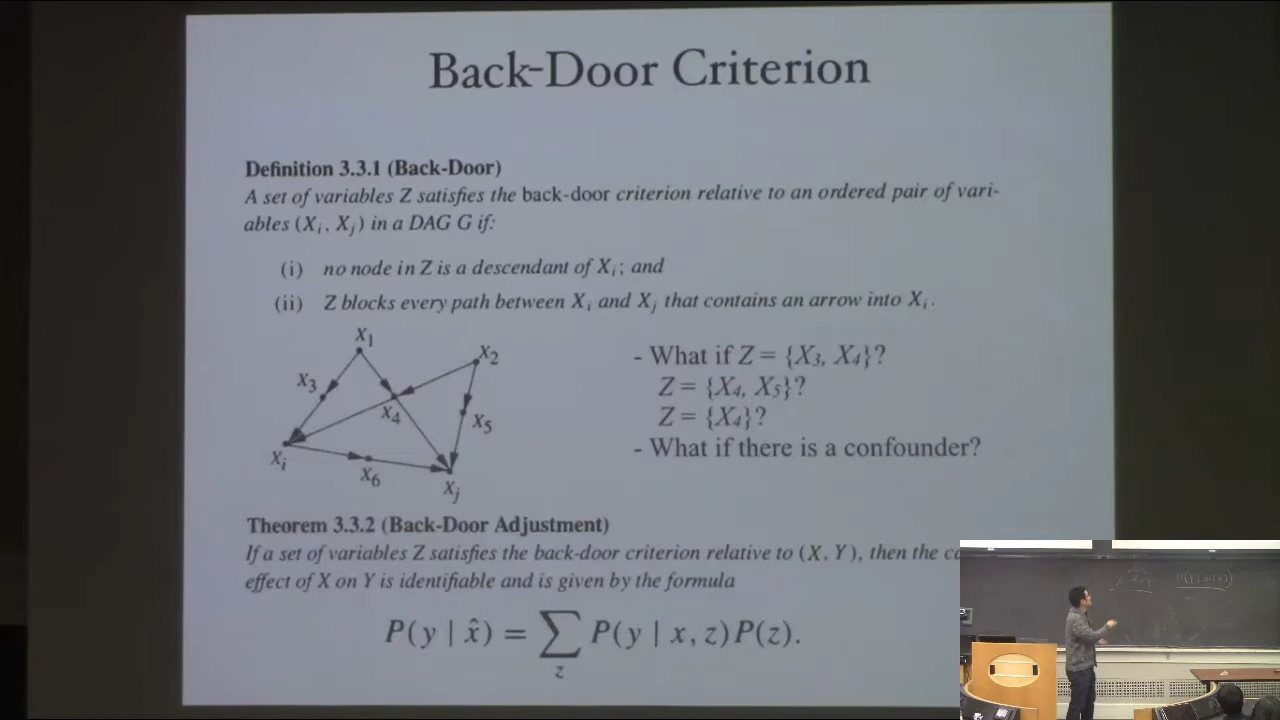 Back-Door Criterion
Definition 3.3.1 (Back-Door)
A set of variables Z satisfies the back-door criterion relative to an ordered pair of vari-
ables (Xᵢ, Xⱼ) in a DAG G if:
(i) no node in Z is a descendant of Xᵢ; and
(ii) Z blocks every path between Xᵢ and Xⱼ that contains an arrow into Xᵢ.
X₁
X₂
X₃
X₄
X₅
Xᵢ
X₆
Xⱼ
- What if Z = {X₃, X₄}?
Z = {X₄, X₅}?
Z = {X₄}?
- What if there is a confounder?
Theorem 3.3.2 (Back-Door Adjustment)
If a set of variables Z satisfies the back-door criterion relative to (X, Y), then the
effect of X on Y is identifiable and is given by the formula
P(y | x̂) = ∑ P(y | x, z)P(z).
z